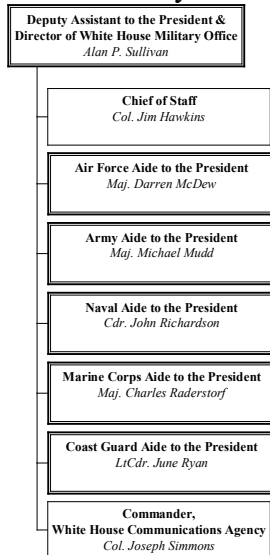 Deputy Assistant to the President &
Director of White House Military Office
Alan P. Sullivan
Chief of Staff
Col. Jim Hawkins
Air Force Aide to the President
Maj. Darren McDew
Army Aide to the President
Maj. Michael Mudd
Naval Aide to the President
Cdr. John Richardson
Marine Corps Aide to the President
Maj. Charles Raderstorf
Coast Guard Aide to the President
LtCdr. June Ryan
Commander,
White House Communications Agency
Col. Joseph Simmons